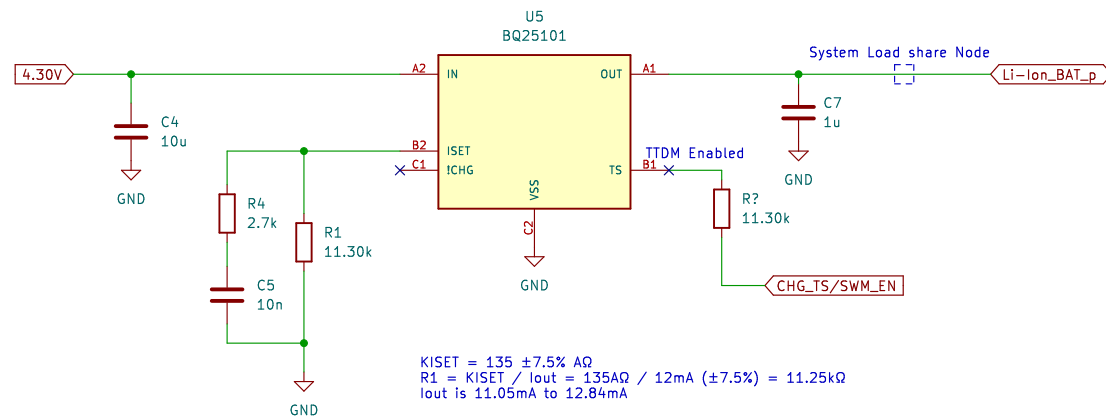 U5
BQ25101
System Load share Node
4.30V
A2
IN
OUT
A1
Li-Ion_BAT_p
C4
10u
C7
1u
GND
GND
B2
ISET
C1
!CHG
TTDM Enabled
TS
B1
VSS
C2
R4
2.7k
R1
11.30k
R?
11.30k
GND
C5
10n
CHG_TS/SWM_EN
KISET = 135 ±7.5% AΩ
R1 = KISET / Iout = 135AΩ / 12mA (±7.5%) = 11.25kΩ
Iout is 11.05mA to 12.84mA
GND